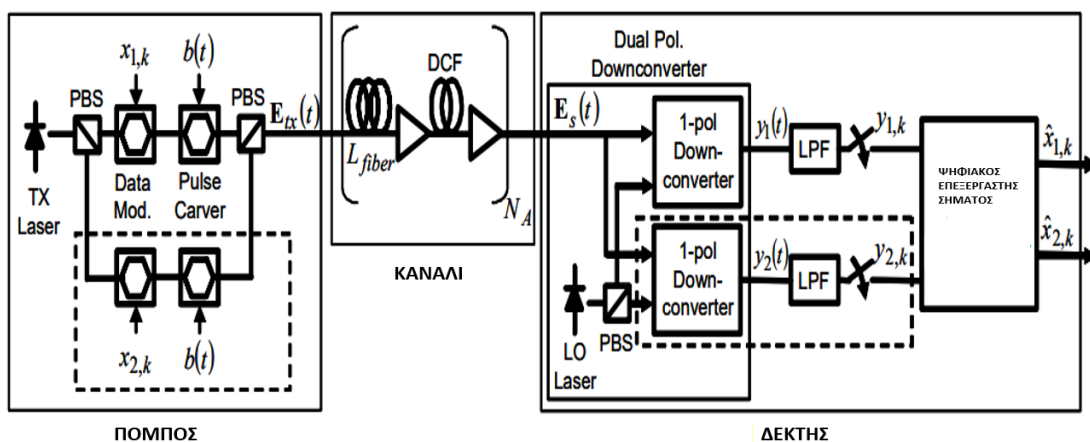 x1,k
b(t)
PBS
PBS
Etx(t)
TX
Laser
Data
Mod.
Pulse
Carver
x2,k
b(t)
ΠΟΜΠΟΣ
DCF
Lfiber
NA
ΚΑΝΑΛΙ
Dual Pol.
Downconverter
Es(t)
1-pol
Down-
converter
y1(t)
LPF
y1,k
1-pol
Down-
converter
y2(t)
LPF
y2,k
LO
Laser
PBS
ΨΗΦΙΑΚΟΣ
ΕΠΕΞΕΡΓΑΣΤΗΣ
ΣΗΜΑΤΟΣ
x̂1,k
x̂2,k
ΔΕΚΤΗΣ